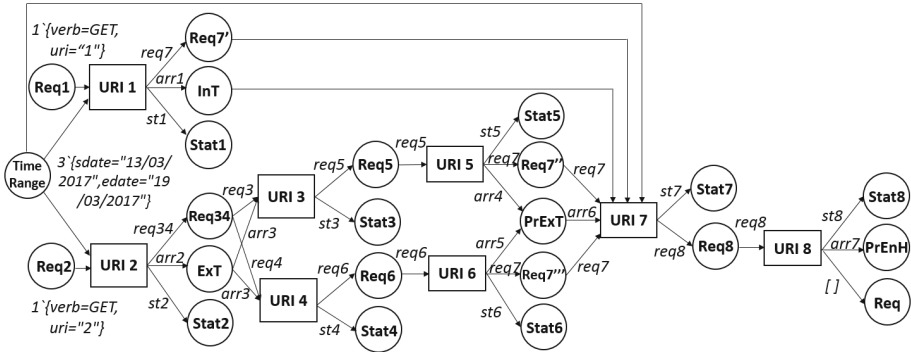 1`{verb=GET,
uri="1"}
Req1
URI 1
req7
arr1
st1
Req7'
InT
Stat1
Time
Range
3`{sdate="13/03/
2017",edate="19
/03/2017"}
Req2
URI 2
1`{verb=GET,
uri="2"}
req34
arr2
st2
Req34
ExT
Stat2
req3
arr3
req4
arr3
URI 3
URI 4
req5
st3
req6
st4
Req5
Stat3
Req6
Stat4
req5
req6
URI 5
URI 6
st5
req7
arr4
arr5
req7
st6
Stat5
Req7''
PrExT
Req7'''
Stat6
req7
arr6
req7
URI 7
st7
req8
Stat7
Req8
req8
URI 8
st8
arr7
[ ]
Stat8
PrEnH
Req